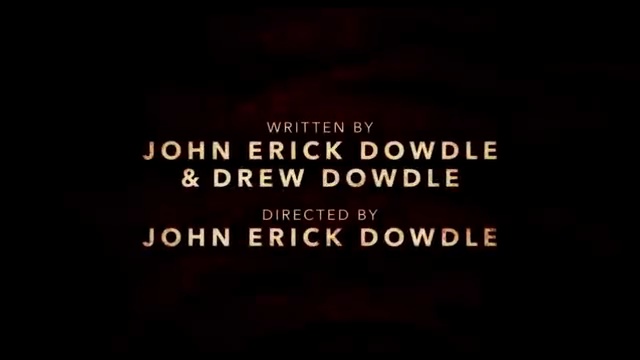 WRITTEN BY
JOHN ERICK DOWDLE
& DREW DOWDLE
DIRECTED BY
JOHN ERICK DOWDLE